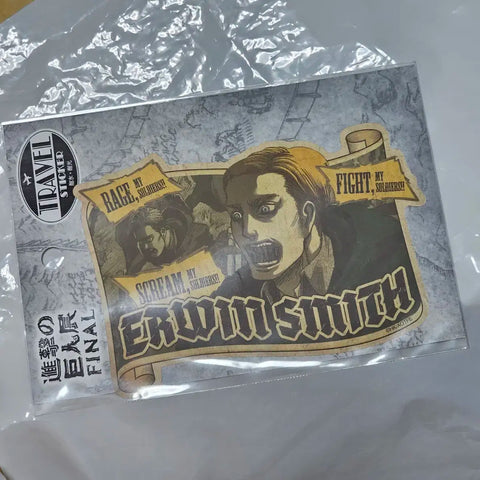 TRAVEL
STICKER
進撃の
巨人展
FINAL
RAGE, MY
SOLDIERS!!
SCREAM, MY
SOLDIERS!!
FIGHT, MY
SOLDIERS!!
ERWIN SMITH